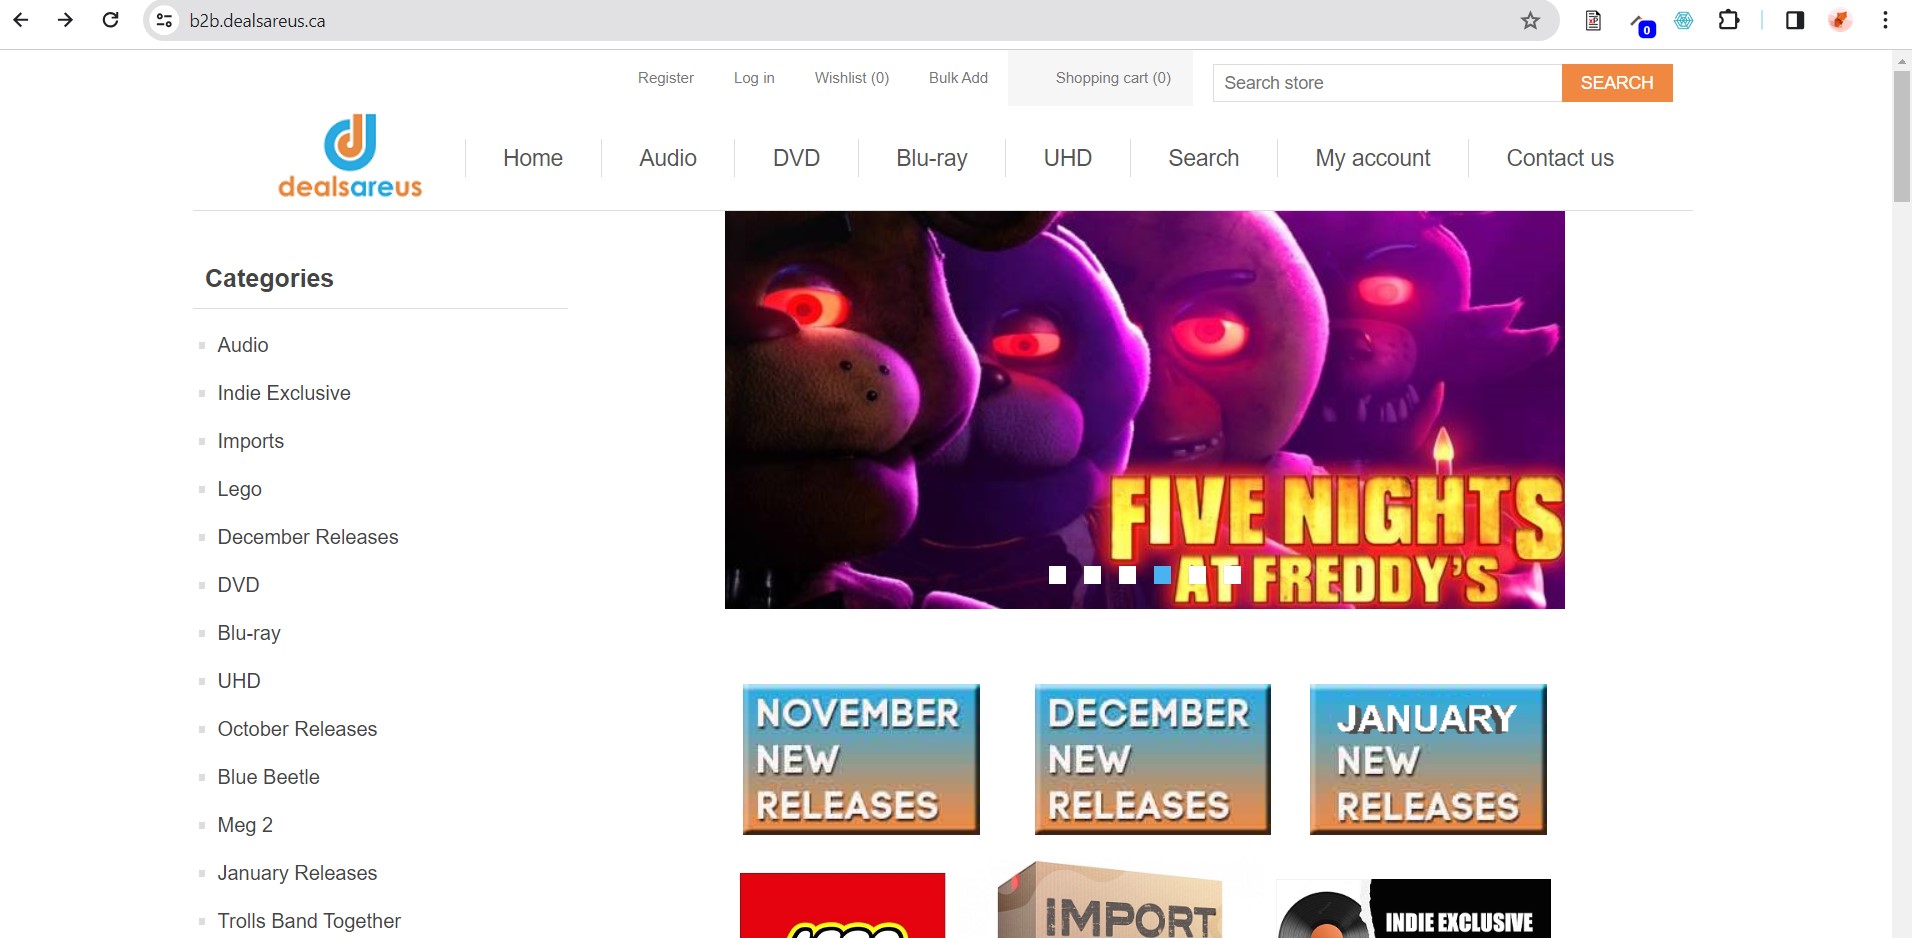 b2b.dealsareus.ca
0
Register Log in Wishlist (0) Bulk Add Shopping cart (0)
Search store SEARCH
dealsareus
Home Audio DVD Blu-ray UHD Search My account Contact us
Categories
Audio
Indie Exclusive
Imports
Lego
December Releases
DVD
Blu-ray
UHD
October Releases
Blue Beetle
Meg 2
January Releases
Trolls Band Together
FIVE NIGHTS
AT FREDDY'S
NOVEMBER
NEW
RELEASES
DECEMBER
NEW
RELEASES
JANUARY
NEW
RELEASES
IMPORT
INDIE EXCLUSIVE